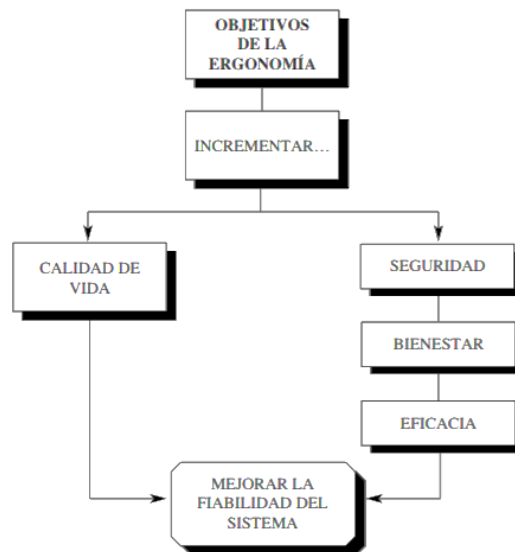 OBJETIVOS
DE LA
ERGONOMÍA
INCREMENTAR...
CALIDAD DE
VIDA
SEGURIDAD
BIENESTAR
EFICACIA
MEJORAR LA
FIABILIDAD DEL
SISTEMA